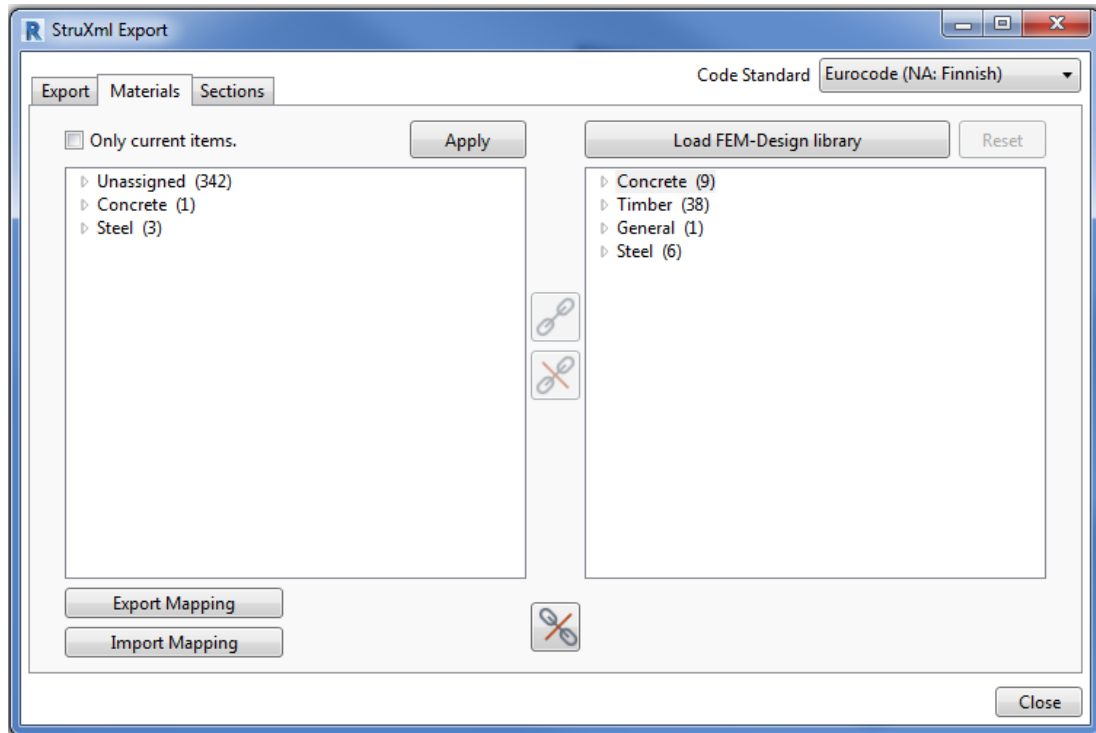 StruXml Export
Code Standard Eurocode (NA: Finnish)
Export Materials Sections
Only current items. Apply Load FEM-Design library Reset
Unassigned (342) Concrete (9)
Concrete (1) Timber (38)
Steel (3) General (1)
Steel (6)
Export Mapping
Import Mapping
Close